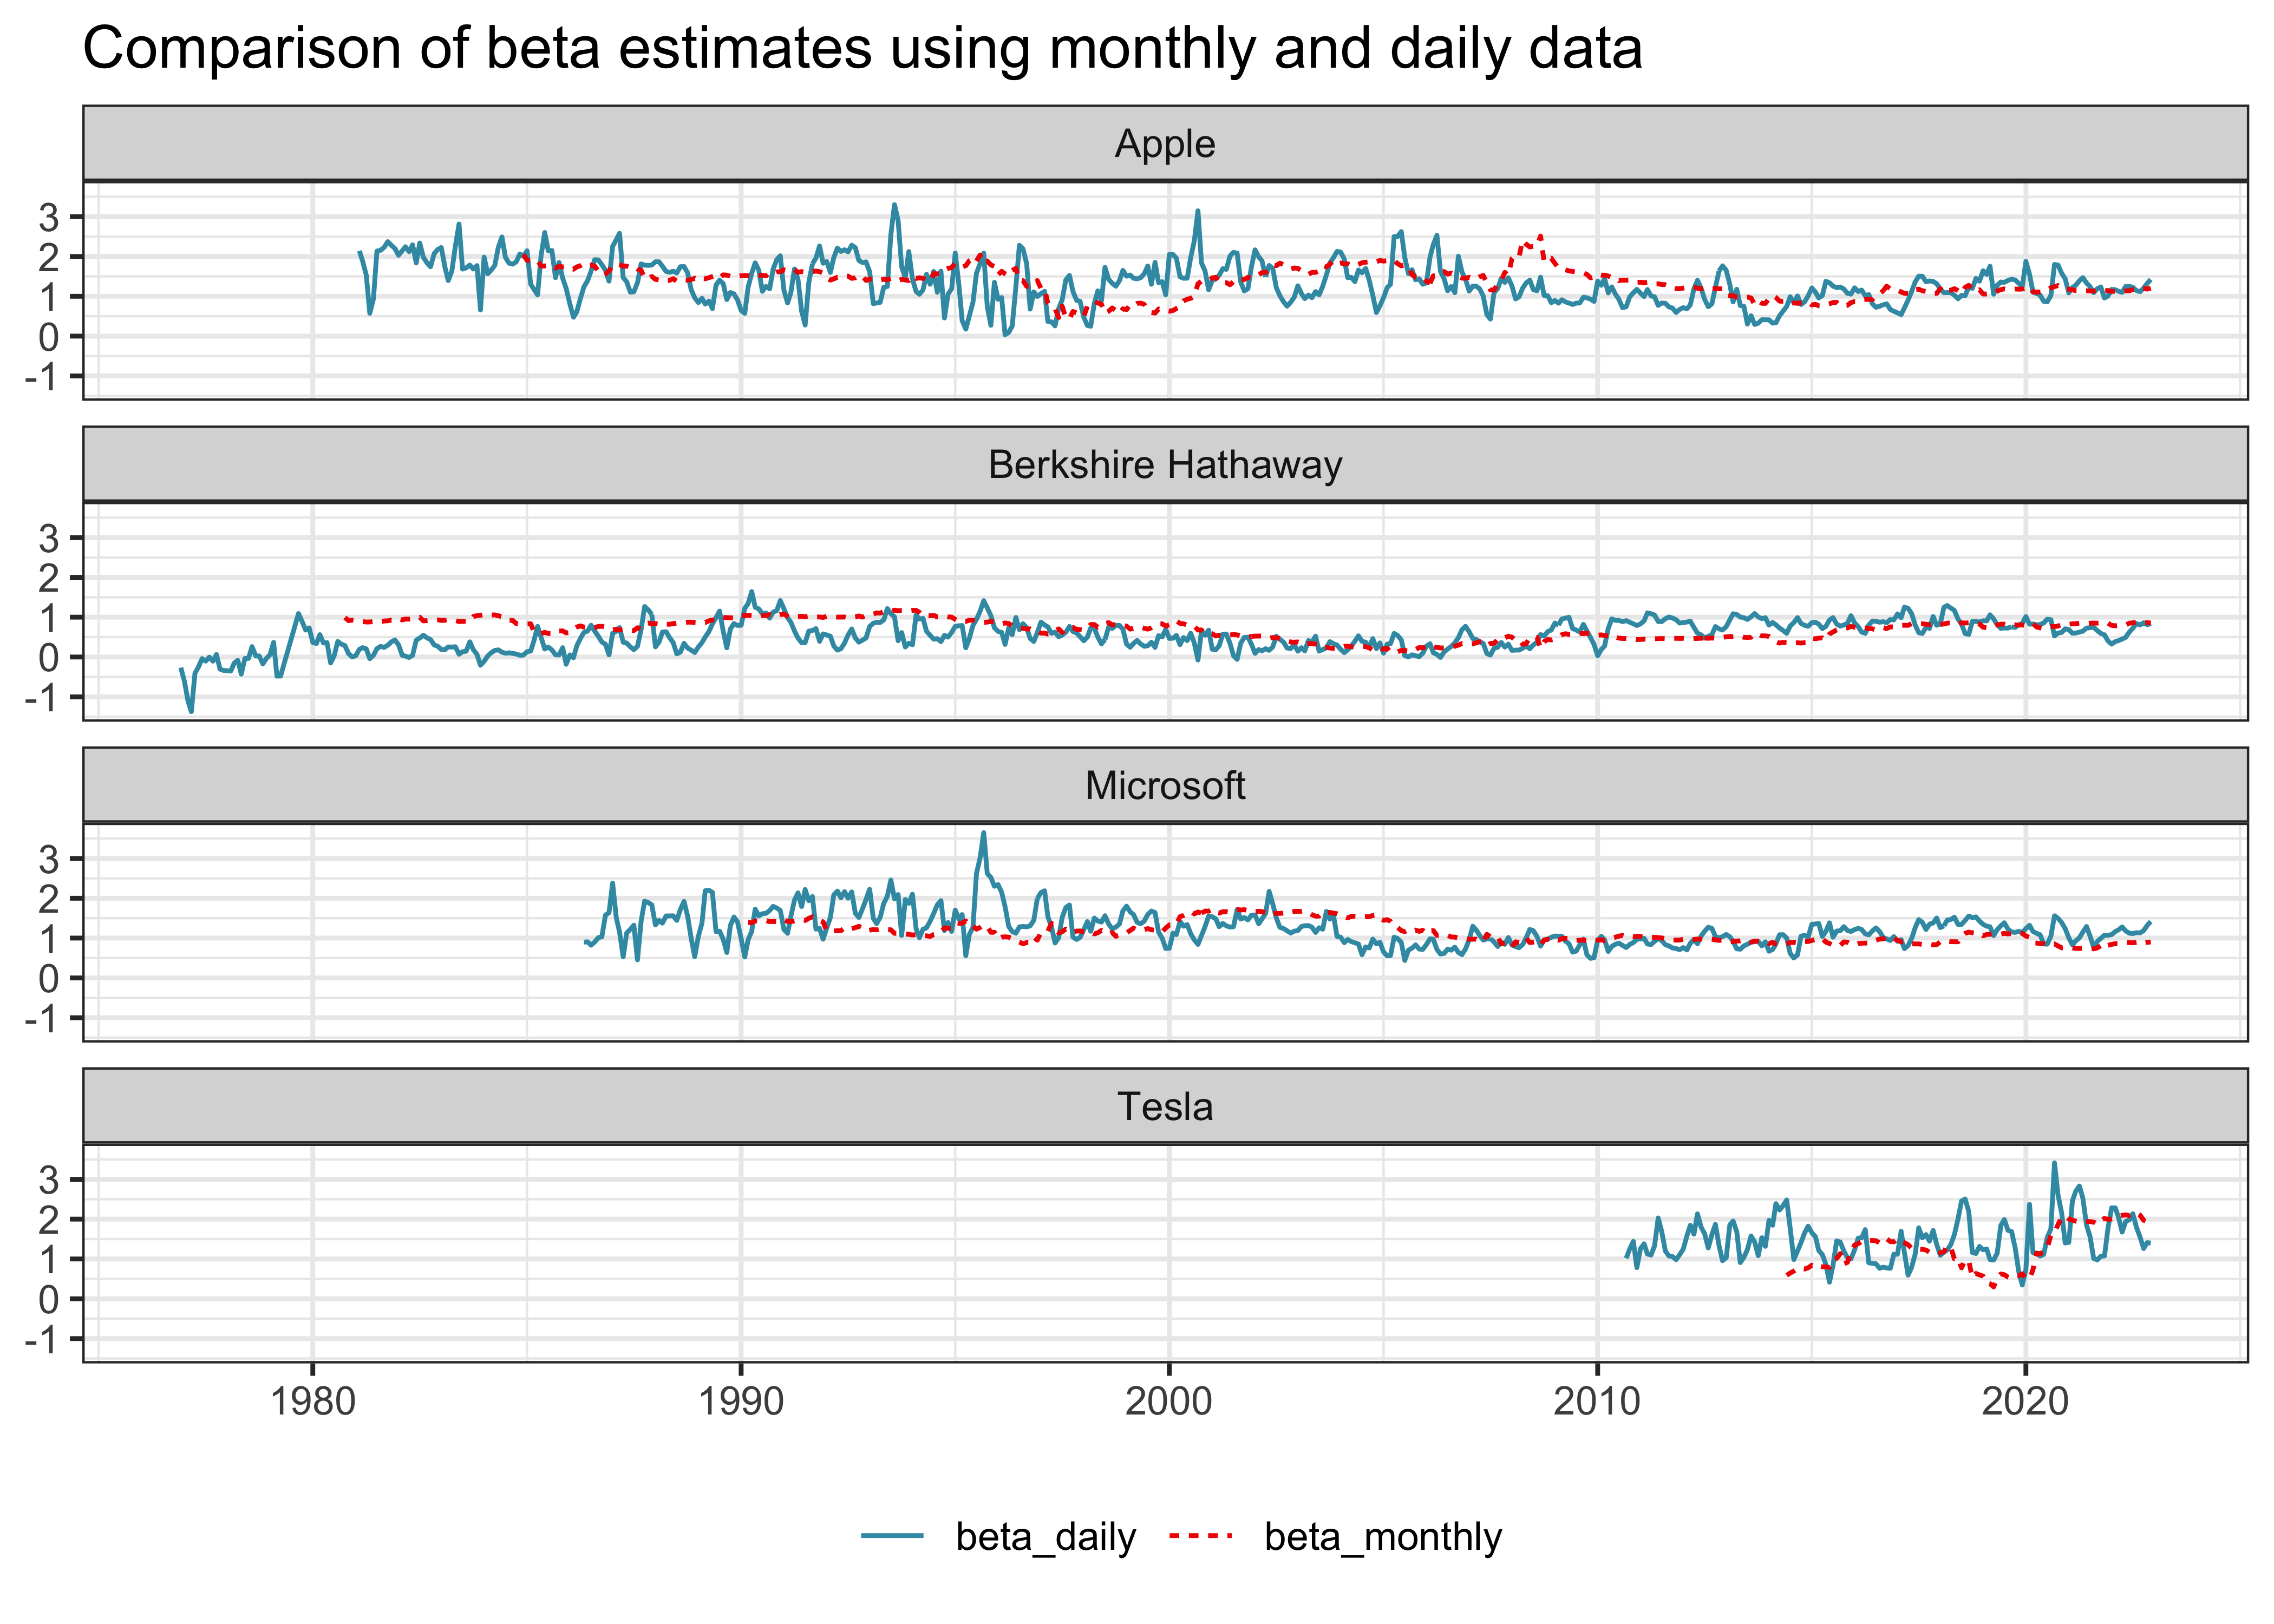 Comparison of beta estimates using monthly and daily data
Apple
3
2
1
0
-1
Berkshire Hathaway
3
2
1
0
-1
Microsoft
3
2
1
0
-1
Tesla
3
2
1
0
-1
1980 1990 2000 2010 2020
beta_daily beta_monthly